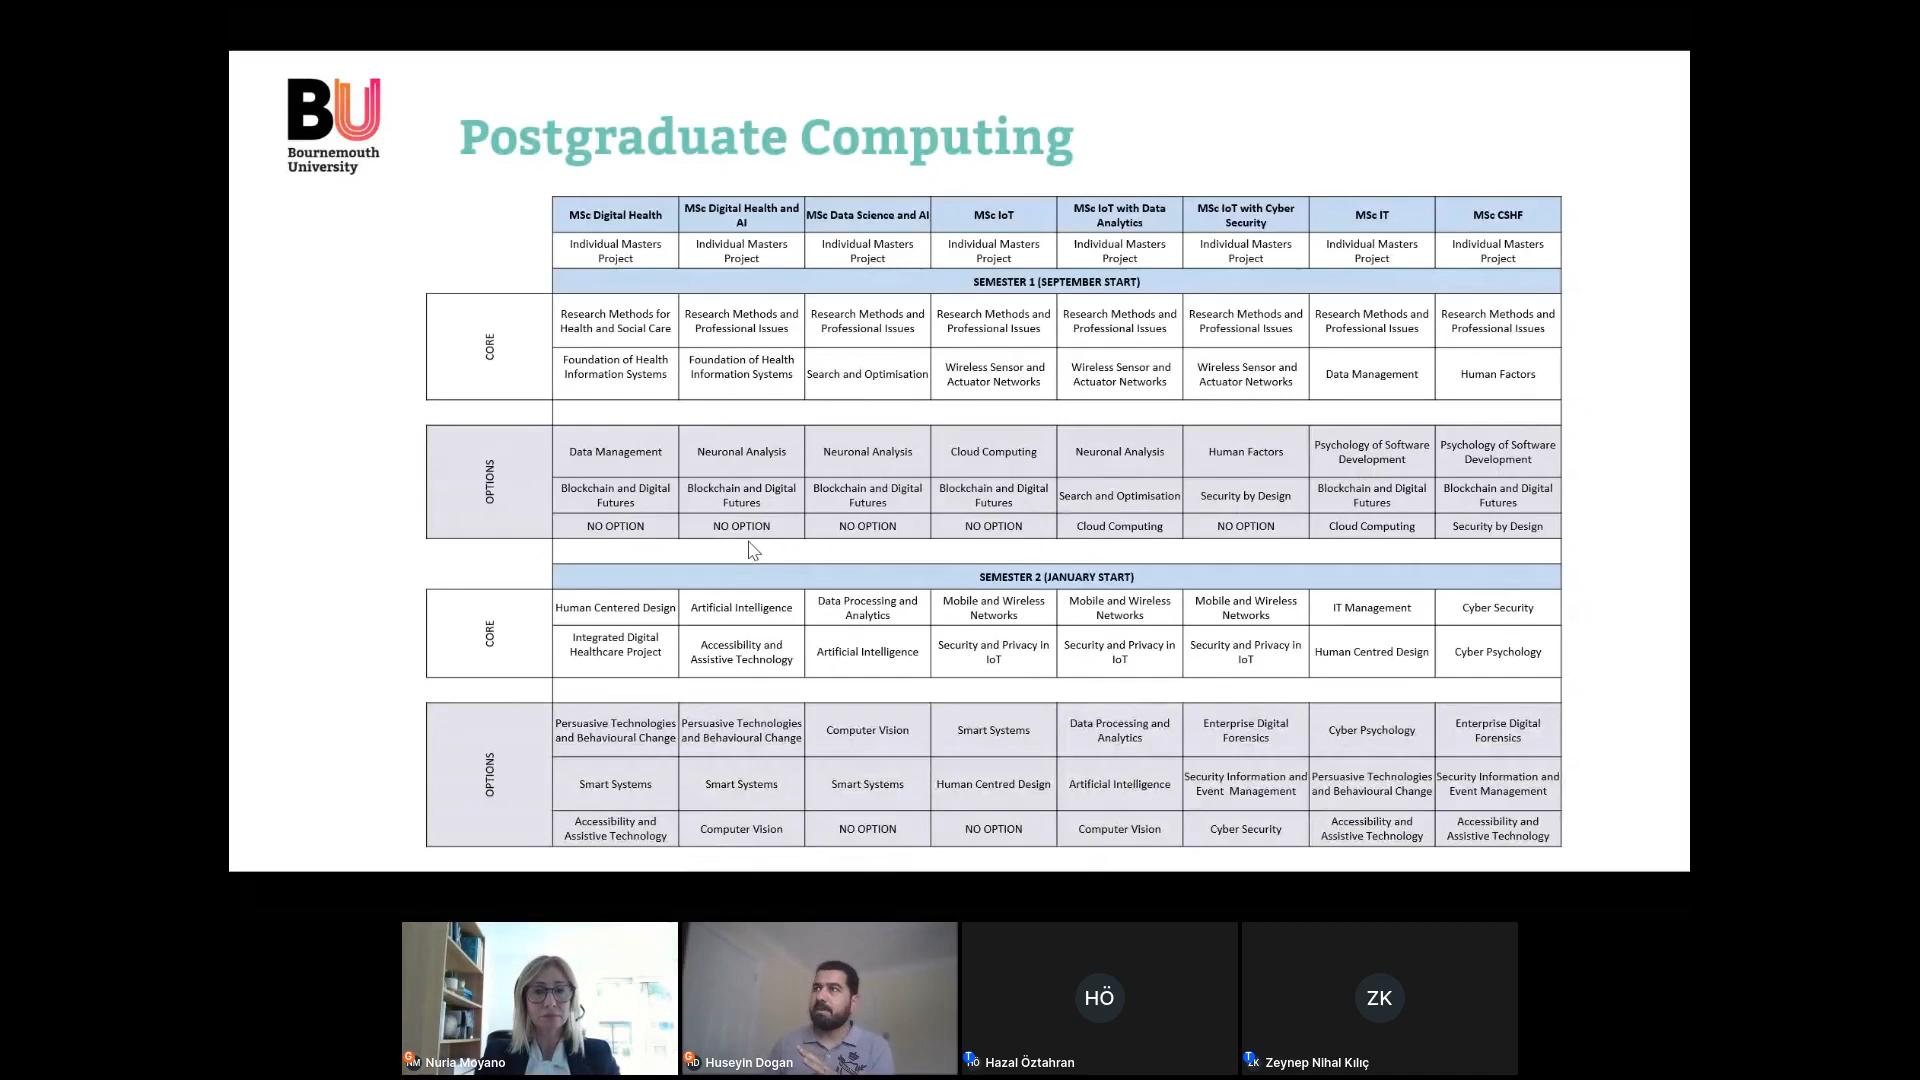 BU
Bournemouth
University
Postgraduate Computing
MSc Digital Health
MSc Digital Health and
AI
MSc Data Science and AI
MSc IoT
MSc IoT with Data
Analytics
MSc IoT with Cyber
Security
MSc IT
MSc CSHF
Individual Masters
Project
Individual Masters
Project
Individual Masters
Project
Individual Masters
Project
Individual Masters
Project
Individual Masters
Project
Individual Masters
Project
Individual Masters
Project
SEMESTER 1 (SEPTEMBER START)
CORE
Research Methods for
Health and Social Care
Research Methods and
Professional Issues
Research Methods and
Professional Issues
Research Methods and
Professional Issues
Research Methods and
Professional Issues
Research Methods and
Professional Issues
Research Methods and
Professional Issues
Research Methods and
Professional Issues
Foundation of Health
Information Systems
Foundation of Health
Information Systems
Search and Optimisation
Wireless Sensor and
Actuator Networks
Wireless Sensor and
Actuator Networks
Wireless Sensor and
Actuator Networks
Data Management
Human Factors
OPTIONS
Data Management
Neuronal Analysis
Neuronal Analysis
Cloud Computing
Neuronal Analysis
Human Factors
Psychology of Software
Development
Psychology of Software
Development
Blockchain and Digital
Futures
Blockchain and Digital
Futures
Blockchain and Digital
Futures
Blockchain and Digital
Futures
Search and Optimisation
Security by Design
Blockchain and Digital
Futures
Blockchain and Digital
Futures
NO OPTION
NO OPTION
NO OPTION
NO OPTION
Cloud Computing
NO OPTION
Cloud Computing
Security by Design
SEMESTER 2 (JANUARY START)
CORE
Human Centered Design
Artificial Intelligence
Data Processing and
Analytics
Mobile and Wireless
Networks
Mobile and Wireless
Networks
Mobile and Wireless
Networks
IT Management
Cyber Security
Integrated Digital
Healthcare Project
Accessibility and
Assistive Technology
Artificial Intelligence
Security and Privacy in
IoT
Security and Privacy in
IoT
Security and Privacy in
IoT
Human Centred Design
Cyber Psychology
OPTIONS
Persuasive Technologies
and Behavioural Change
Persuasive Technologies
and Behavioural Change
Computer Vision
Smart Systems
Data Processing and
Analytics
Enterprise Digital
Forensics
Cyber Psychology
Enterprise Digital
Forensics
Smart Systems
Smart Systems
Smart Systems
Human Centred Design
Artificial Intelligence
Security Information and
Event Management
Persuasive Technologies
and Behavioural Change
Security Information and
Event Management
Accessibility and
Assistive Technology
Computer Vision
NO OPTION
NO OPTION
Computer Vision
Cyber Security
Accessibility and
Assistive Technology
Accessibility and
Assistive Technology
HÖ
ZK
G NM Nuria Moyano
G HD Huseyin Dogan
T HÖ Hazal Öztahran
T ZK Zeynep Nihal Kılıç